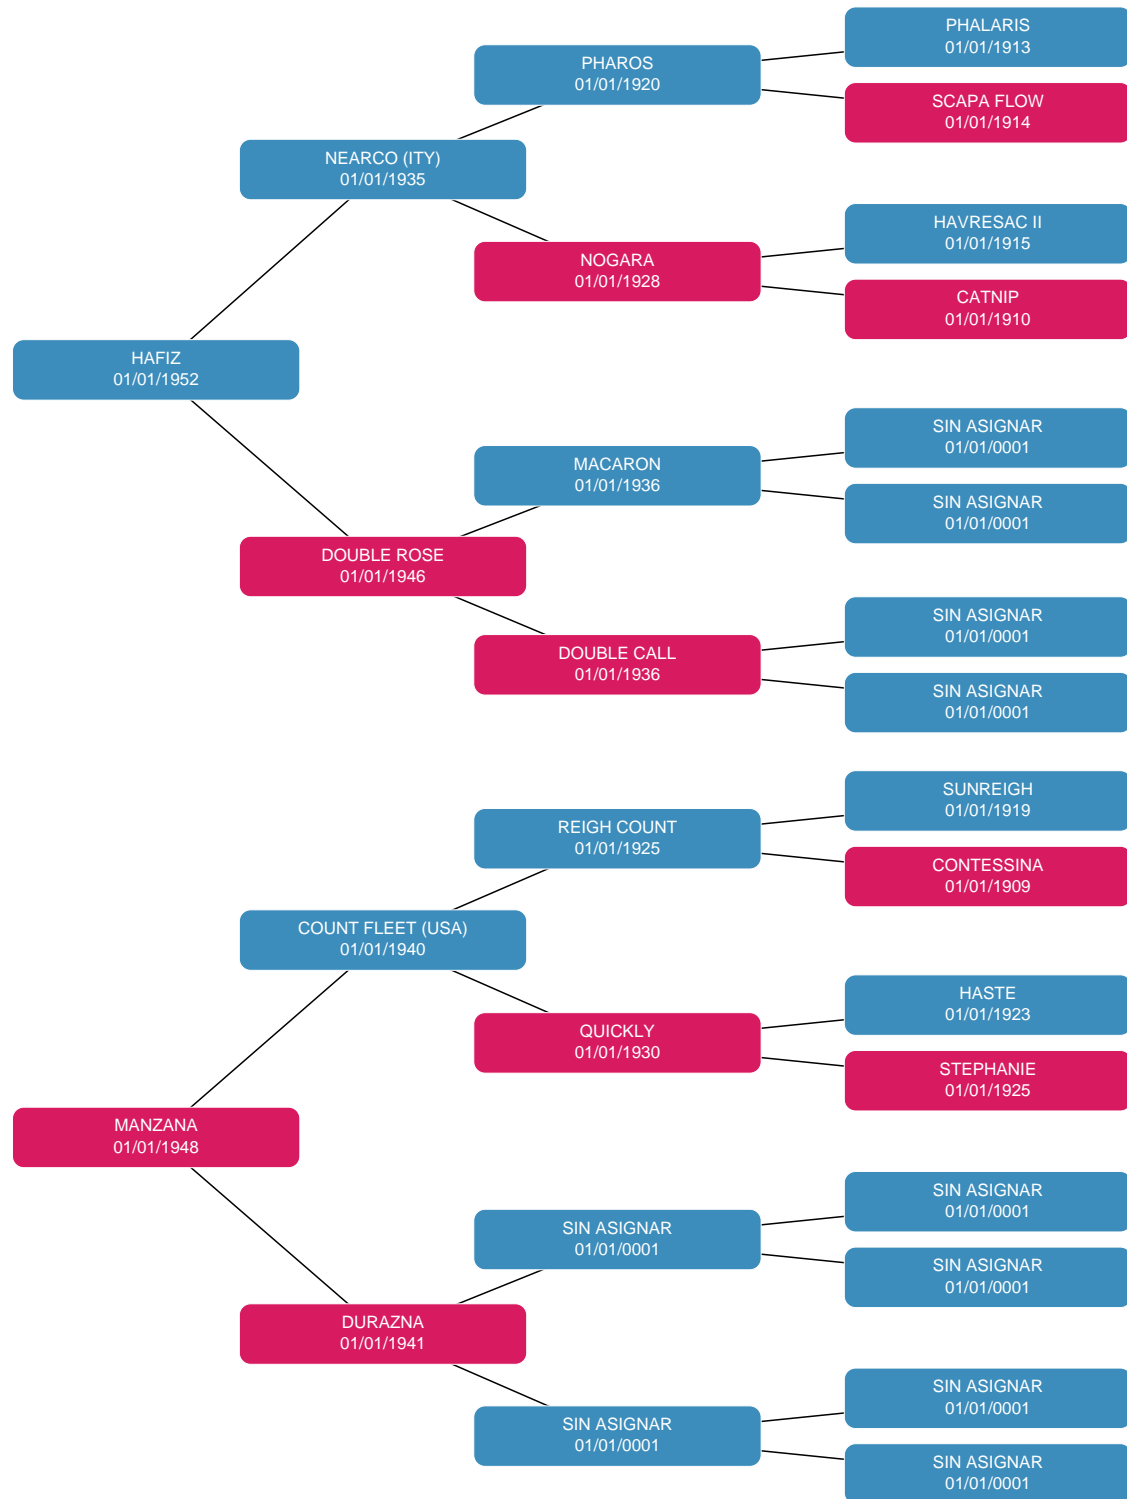 PHALARIS
01/01/1913
PHAROS
01/01/1920
SCAPA FLOW
01/01/1914
NEARCO (ITY)
01/01/1935
HAVRESAC II
01/01/1915
NOGARA
01/01/1928
CATNIP
01/01/1910
HAFIZ
01/01/1952
SIN ASIGNAR
01/01/0001
MACARON
01/01/1936
SIN ASIGNAR
01/01/0001
DOUBLE ROSE
01/01/1946
SIN ASIGNAR
01/01/0001
DOUBLE CALL
01/01/1936
SIN ASIGNAR
01/01/0001
SUNREIGH
01/01/1919
REIGH COUNT
01/01/1925
CONTESSINA
01/01/1909
COUNT FLEET (USA)
01/01/1940
HASTE
01/01/1923
QUICKLY
01/01/1930
STEPHANIE
01/01/1925
MANZANA
01/01/1948
SIN ASIGNAR
01/01/0001
SIN ASIGNAR
01/01/0001
SIN ASIGNAR
01/01/0001
DURAZNA
01/01/1941
SIN ASIGNAR
01/01/0001
SIN ASIGNAR
01/01/0001
SIN ASIGNAR
01/01/0001